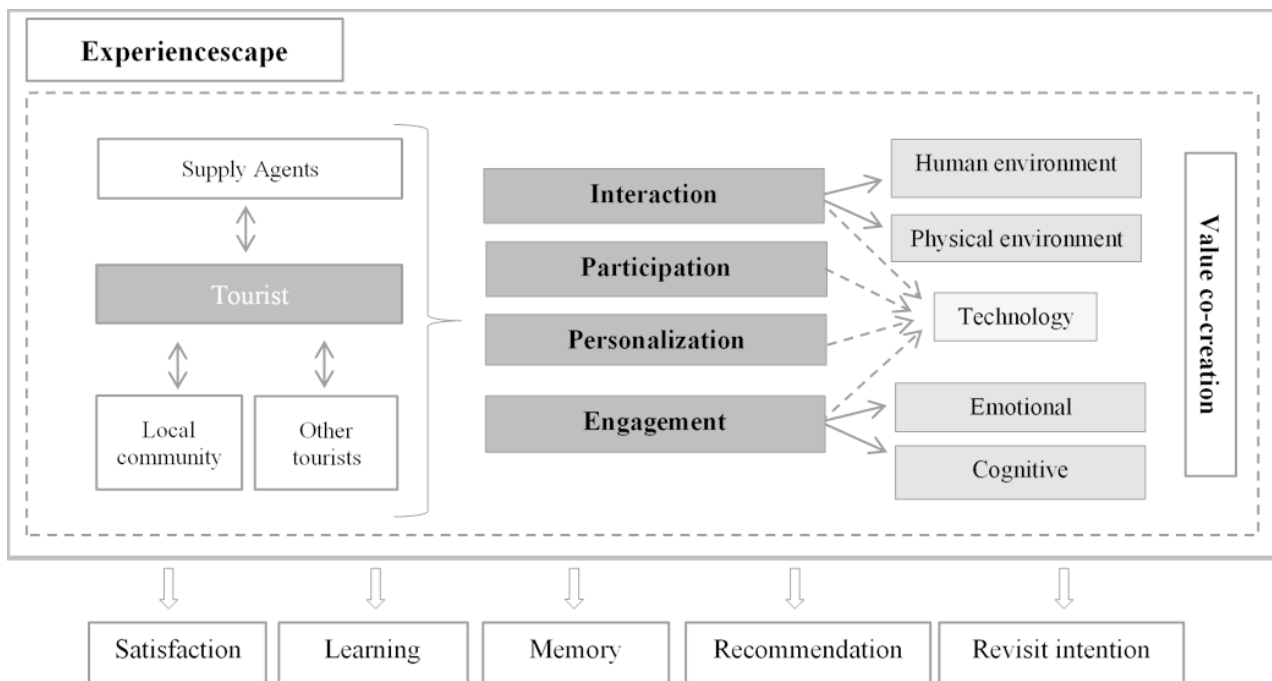 Experiencescape
Supply Agents
Tourist
Local
community
Other
tourists
Interaction
Participation
Personalization
Engagement
Human environment
Physical environment
Technology
Emotional
Cognitive
Value co-creation
Satisfaction
Learning
Memory
Recommendation
Revisit intention